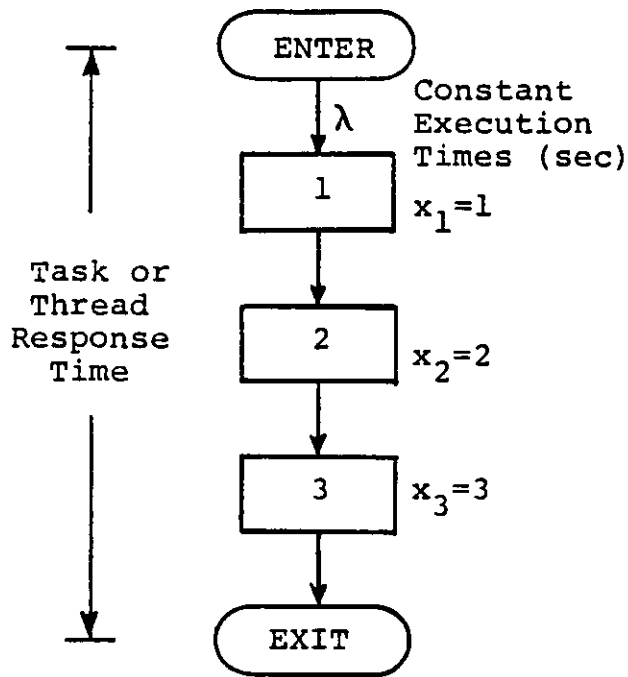 ENTER
λ
Constant
Execution
Times (sec)
1
x₁=1
Task or
Thread
Response
Time
2
x₂=2
3
x₃=3
EXIT